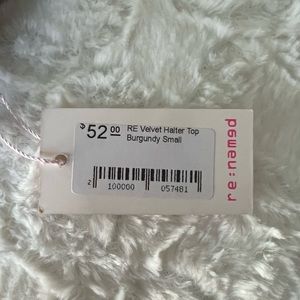 $52.00 RE Velvet Halter Top
Burgundy Small
2 100000 057481
re:named